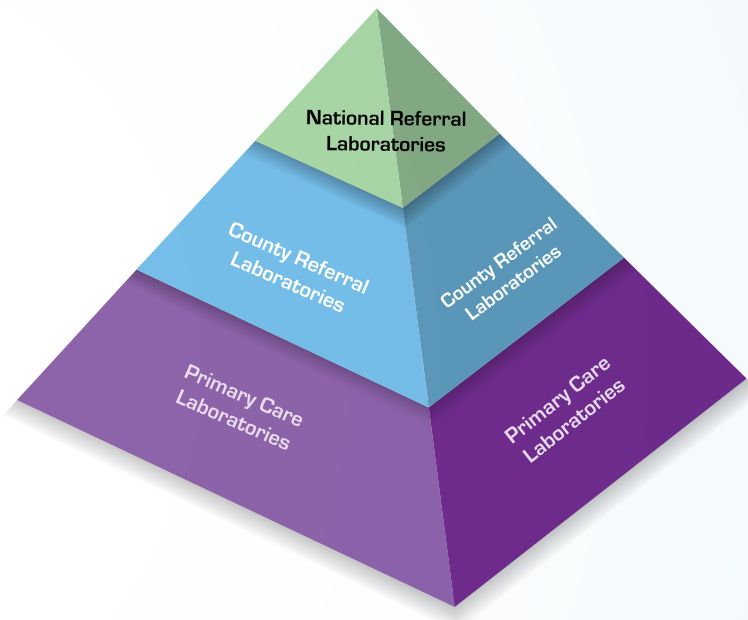 National Referral
Laboratories
County Referral
Laboratories
County Referral
Laboratories
Primary Care
Laboratories
Primary Care
Laboratories